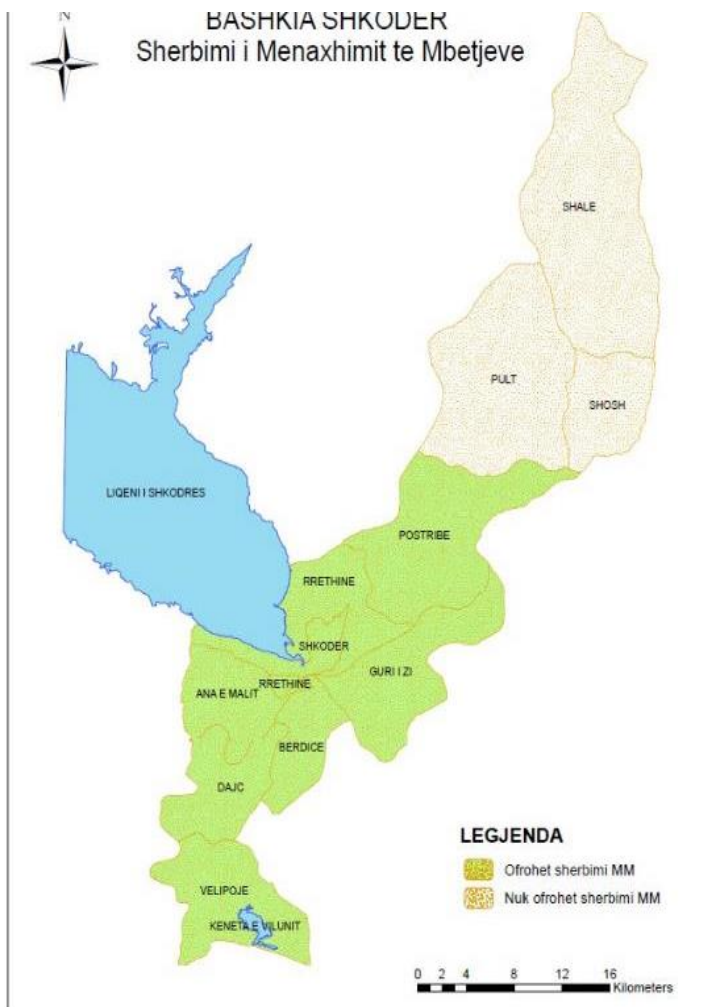 N
BASHKIA SHKODER
Sherbimi i Menaxhimit te Mbetjeve
SHALE
PULT
SHOSH
LIQENI I SHKODRES
POSTRIBE
RRETHINE
SHKODER
GURI I ZI
RRETHINE
ANA E MALIT
BERDICE
DAJC
VELIPOJE
KENETA E VILUNIT
LEGJENDA
Ofrohet sherbimi MM
Nuk ofrohet sherbimi MM
0 2 4 8 12 16
Kilometers